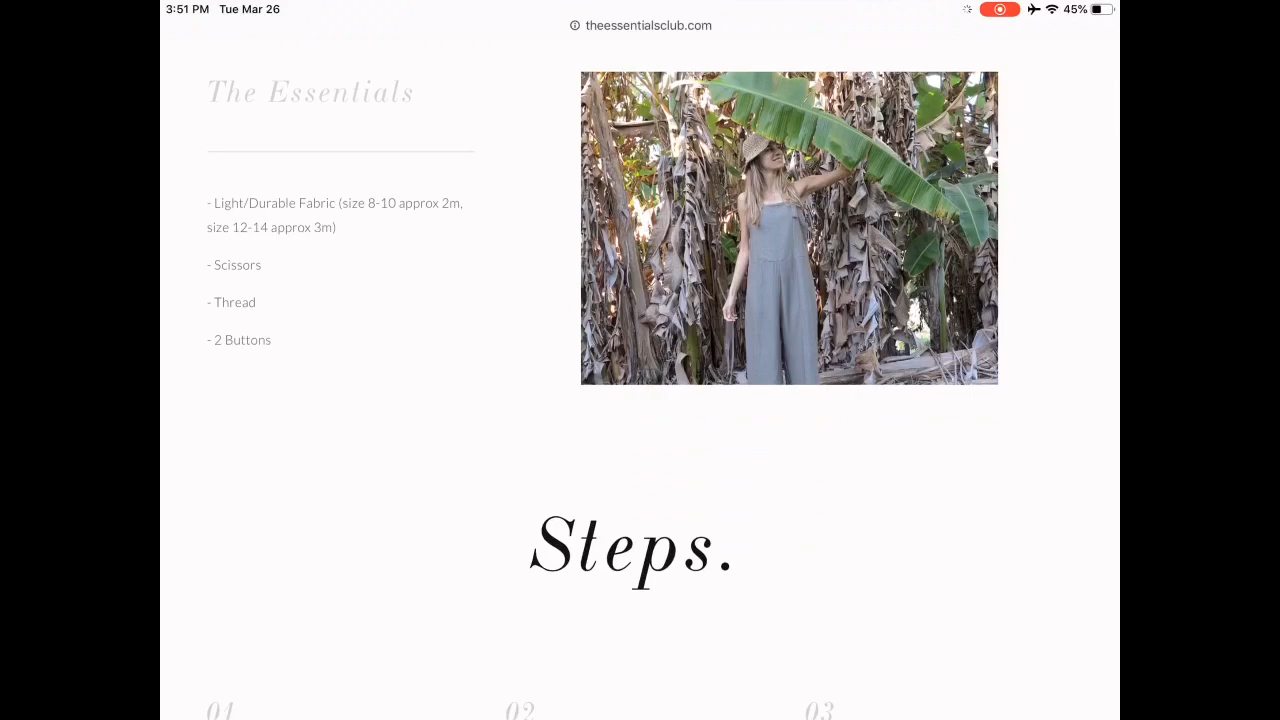 3:51 PM Tue Mar 26
45%
theessentialsclub.com
The Essentials
- Light/Durable Fabric (size 8-10 approx 2m,
size 12-14 approx 3m)
- Scissors
- Thread
- 2 Buttons
Steps.
01 02 03